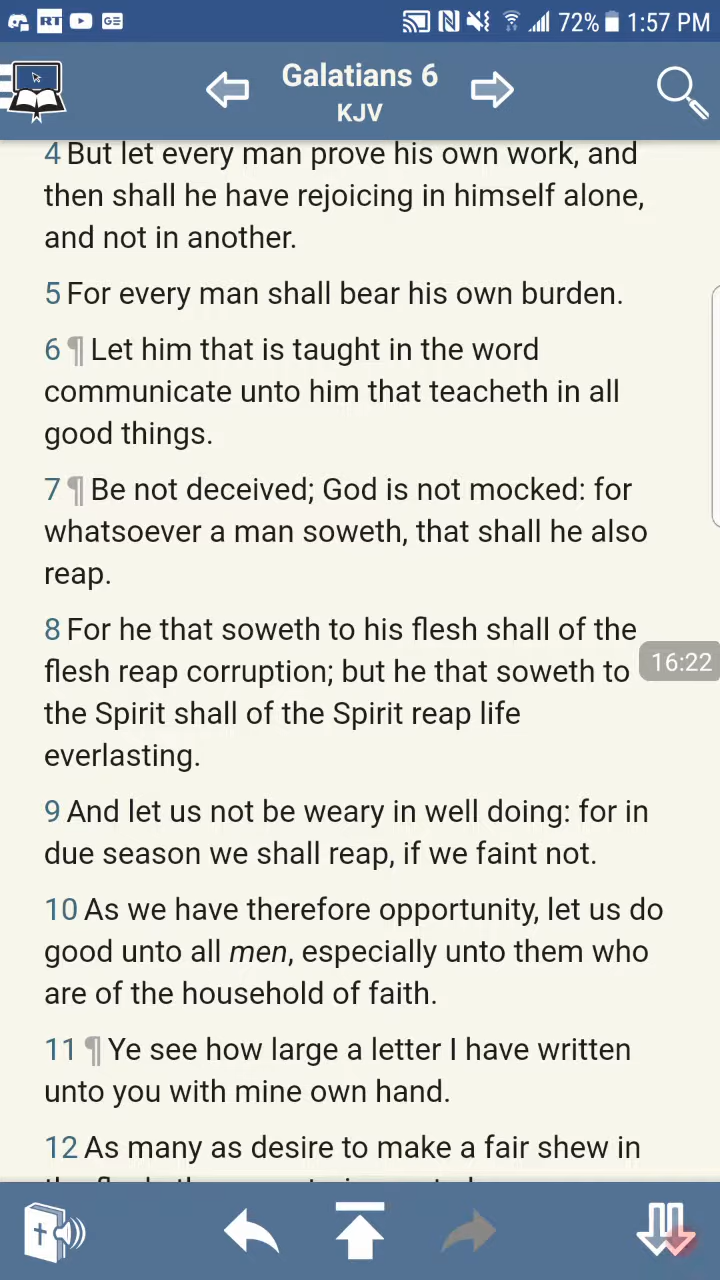 RT GE 72% 1:57 PM
Galatians 6
KJV
4 But let every man prove his own work, and
then shall he have rejoicing in himself alone,
and not in another.
5 For every man shall bear his own burden.
6 ¶ Let him that is taught in the word
communicate unto him that teacheth in all
good things.
7 ¶ Be not deceived; God is not mocked: for
whatsoever a man soweth, that shall he also
reap.
8 For he that soweth to his flesh shall of the
flesh reap corruption; but he that soweth to
16:22
the Spirit shall of the Spirit reap life
everlasting.
9 And let us not be weary in well doing: for in
due season we shall reap, if we faint not.
10 As we have therefore opportunity, let us do
good unto all men, especially unto them who
are of the household of faith.
11 ¶ Ye see how large a letter I have written
unto you with mine own hand.
12 As many as desire to make a fair shew in